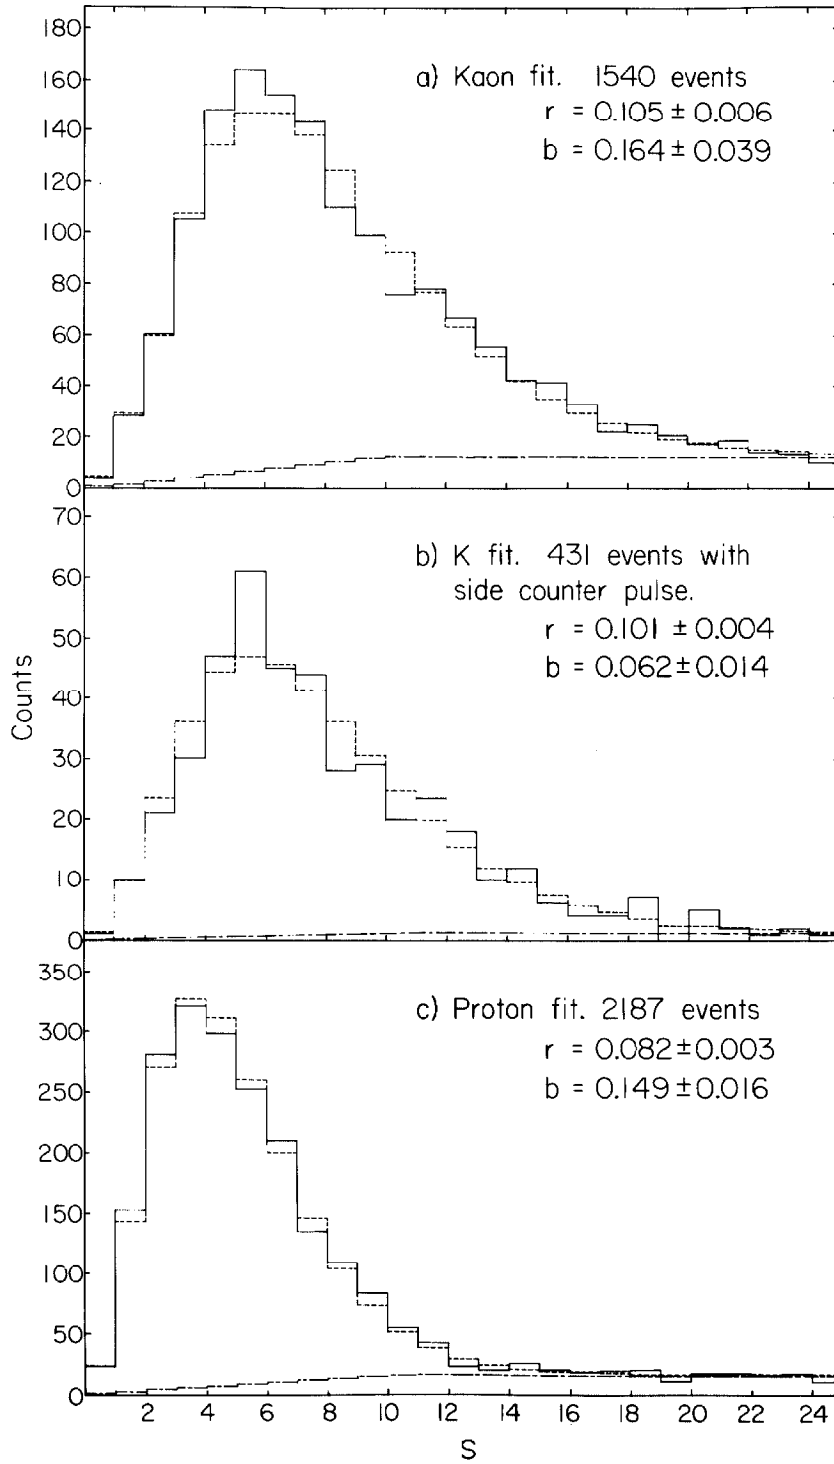 180
160
140
120
100
80
60
40
20
0
a) Kaon fit. 1540 events
r = 0.105 ± 0.006
b = 0.164 ± 0.039
70
60
50
40
30
20
10
0
b) K fit. 431 events with
side counter pulse.
r = 0.101 ± 0.004
b = 0.062 ± 0.014
Counts
350
300
250
200
150
100
50
0
c) Proton fit. 2187 events
r = 0.082 ± 0.003
b = 0.149 ± 0.016
2 4 6 8 10 12 14 16 18 20 22 24
S